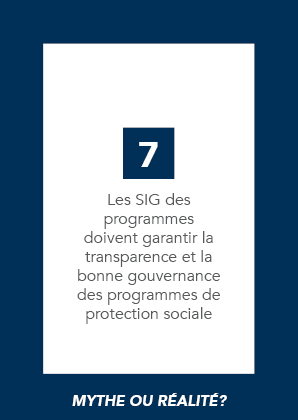 7
Les SIG des
programmes
doivent garantir la
transparence et la
bonne gouvernance
des programmes de
protection sociale
MYTHE OU RÉALITÉ?